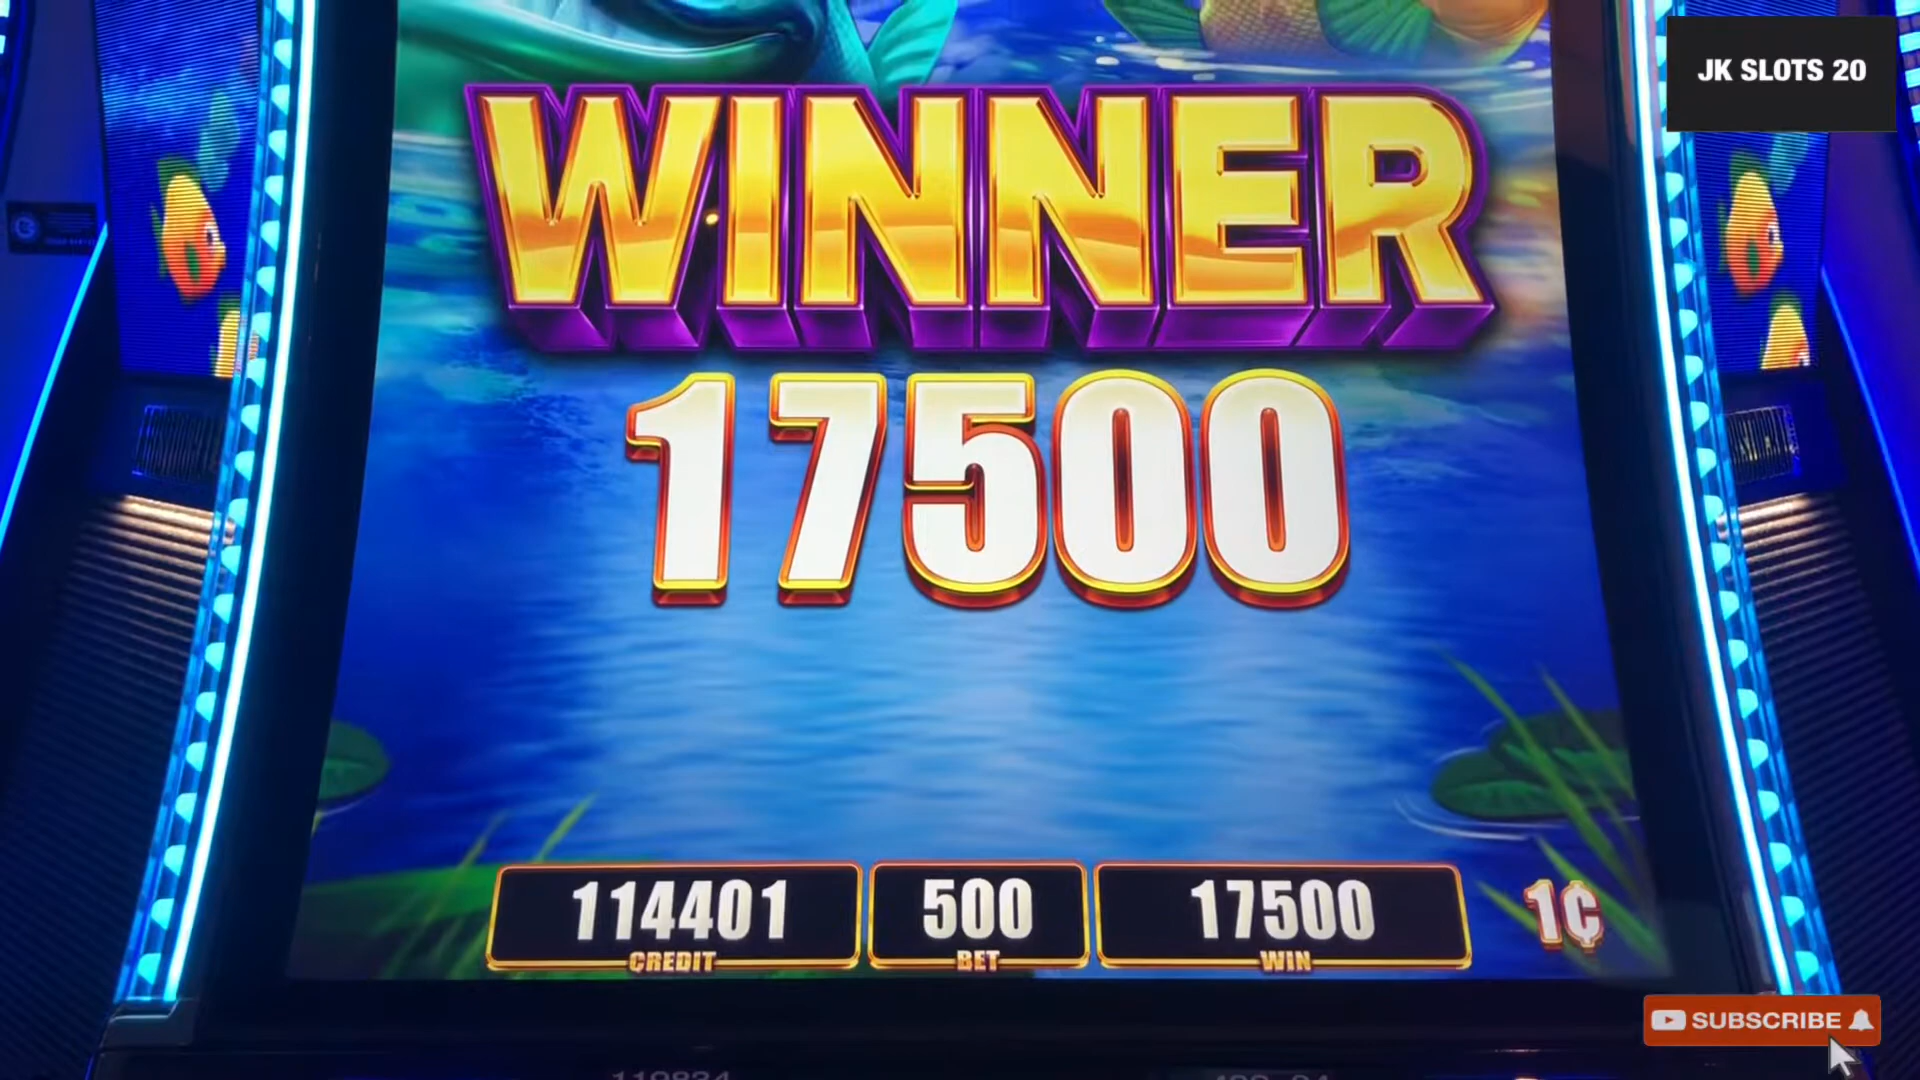 JK SLOTS 20
WINNER
17500
114401 500 17500 1¢
CREDIT BET WIN
SUBSCRIBE